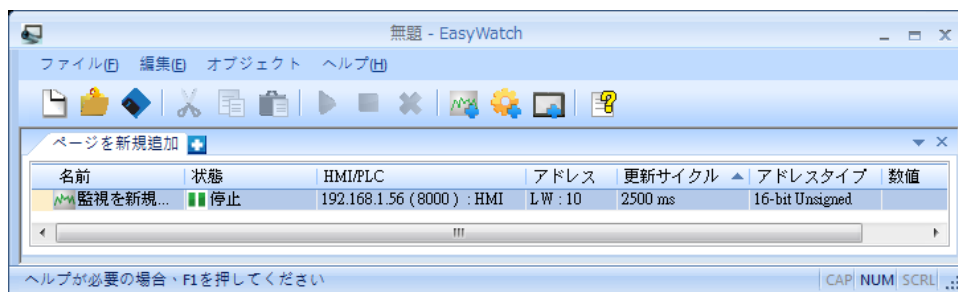 無題 - EasyWatch
ファイル(F) 編集(E) オブジェクト ヘルプ(H)
ページを新規追加
名前 状態 HMI/PLC アドレス 更新サイクル アドレスタイプ 数値
監視を新規... 停止 192.168.1.56 ( 8000 ) : HMI LW : 10 2500 ms 16-bit Unsigned
ヘルプが必要の場合、F1を押してください CAP NUM SCRL